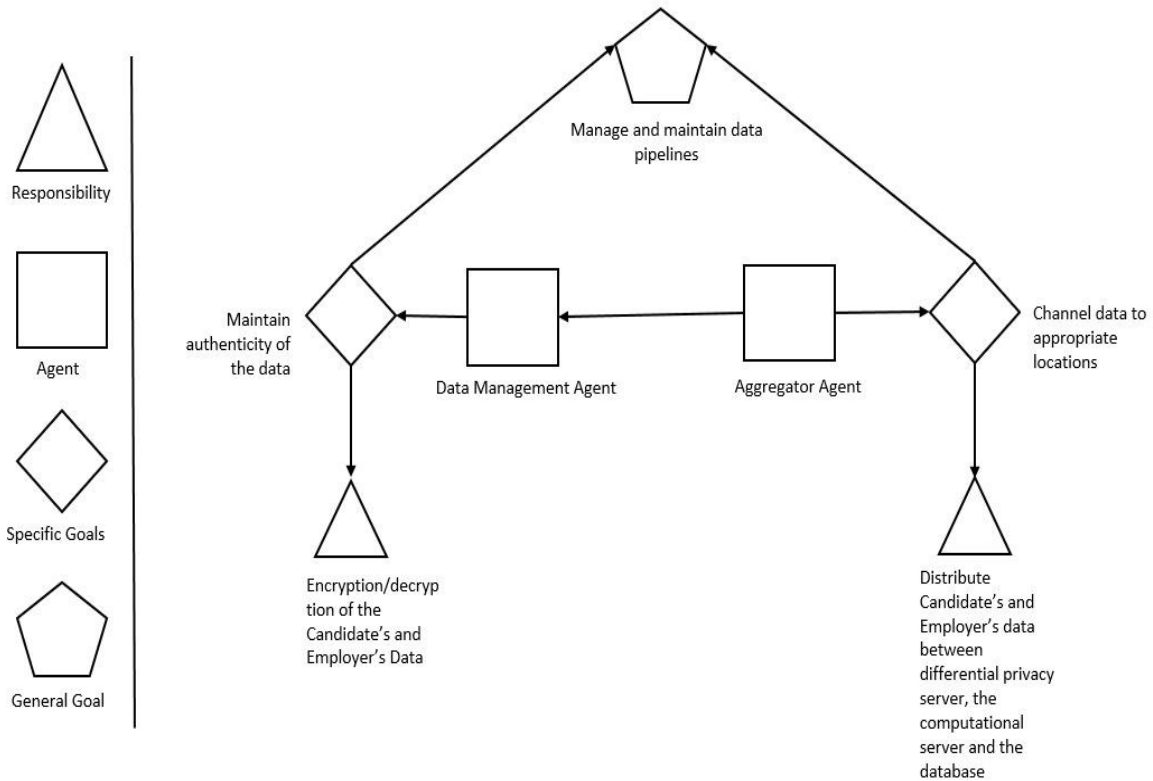 Responsibility
Agent
Specific Goals
General Goal
Manage and maintain data
pipelines
Maintain
authenticity of
the data
Data Management Agent
Aggregator Agent
Channel data to
appropriate
locations
Encryption/decryp
tion of the
Candidate’s and
Employer’s Data
Distribute
Candidate’s and
Employer’s data
between
differential privacy
server, the
computational
server and the
database